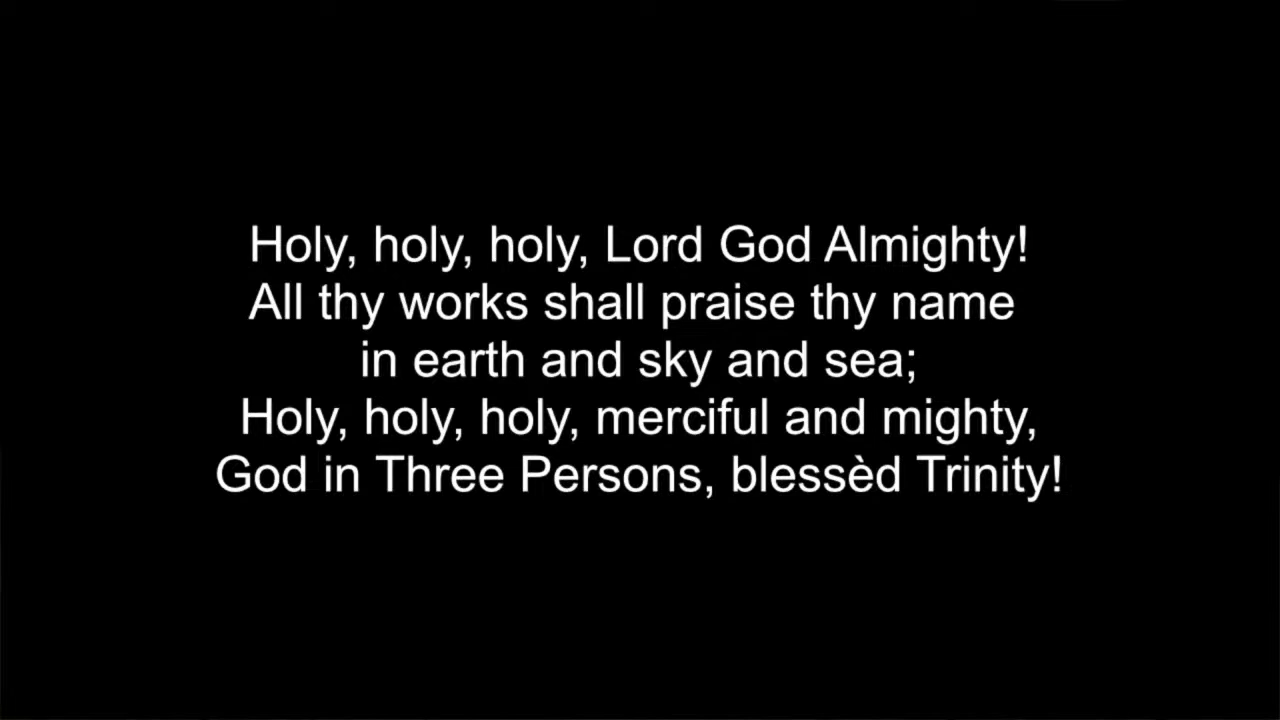 Holy, holy, holy, Lord God Almighty!
All thy works shall praise thy name
in earth and sky and sea;
Holy, holy, holy, merciful and mighty,
God in Three Persons, blessèd Trinity!